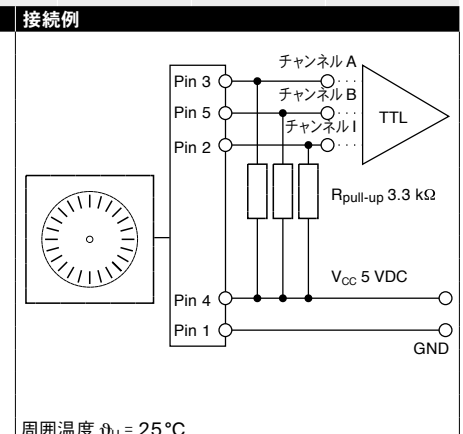 接続例
チャンネル A
Pin 3
チャンネル B
Pin 5
TTL
チャンネル I
Pin 2
Rpull-up 3.3 kΩ
VCC 5 VDC
Pin 4
Pin 1
GND
周囲温度 ϑU = 25°C